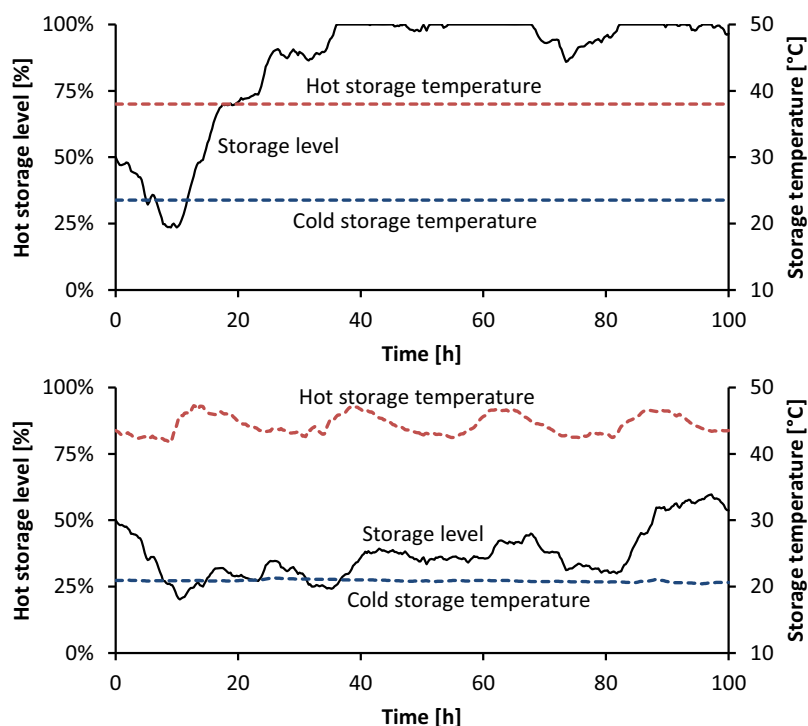 100%
75%
50%
25%
0%
Hot storage level [%]
Hot storage temperature
Storage level
Cold storage temperature
50
40
30
20
10
Storage temperature [°C]
0 20 40 60 80 100
Time [h]
100%
75%
50%
25%
0%
Hot storage level [%]
Hot storage temperature
Storage level
Cold storage temperature
50
40
30
20
10
Storage temperature [°C]
0 20 40 60 80 100
Time [h]